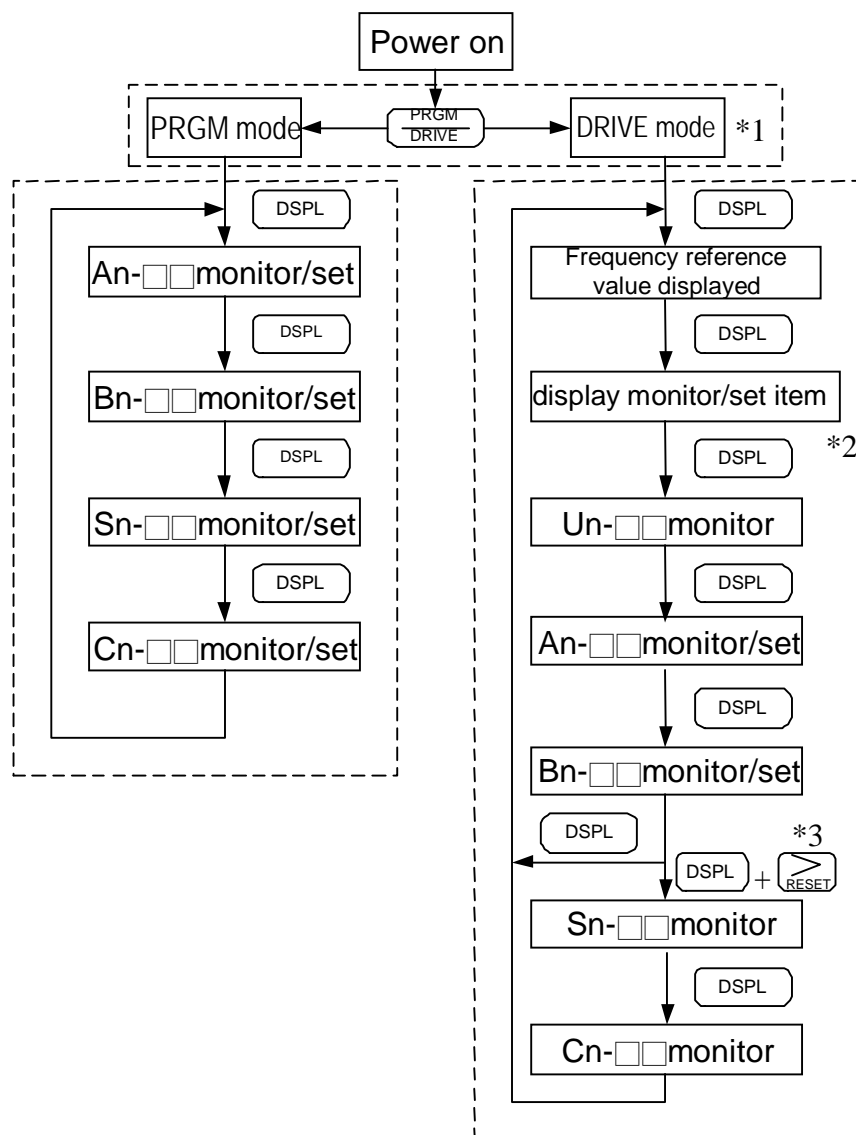 Power on
PRGM mode
PRGM
DRIVE
DRIVE mode
*1
DSPL
An-□□monitor/set
DSPL
Bn-□□monitor/set
DSPL
Sn-□□monitor/set
DSPL
Cn-□□monitor/set
DSPL
Frequency reference
value displayed
DSPL
display monitor/set item
*2
DSPL
Un-□□monitor
DSPL
An-□□monitor/set
DSPL
Bn-□□monitor/set
DSPL
*3
DSPL + >
RESET
Sn-□□monitor
DSPL
Cn-□□monitor